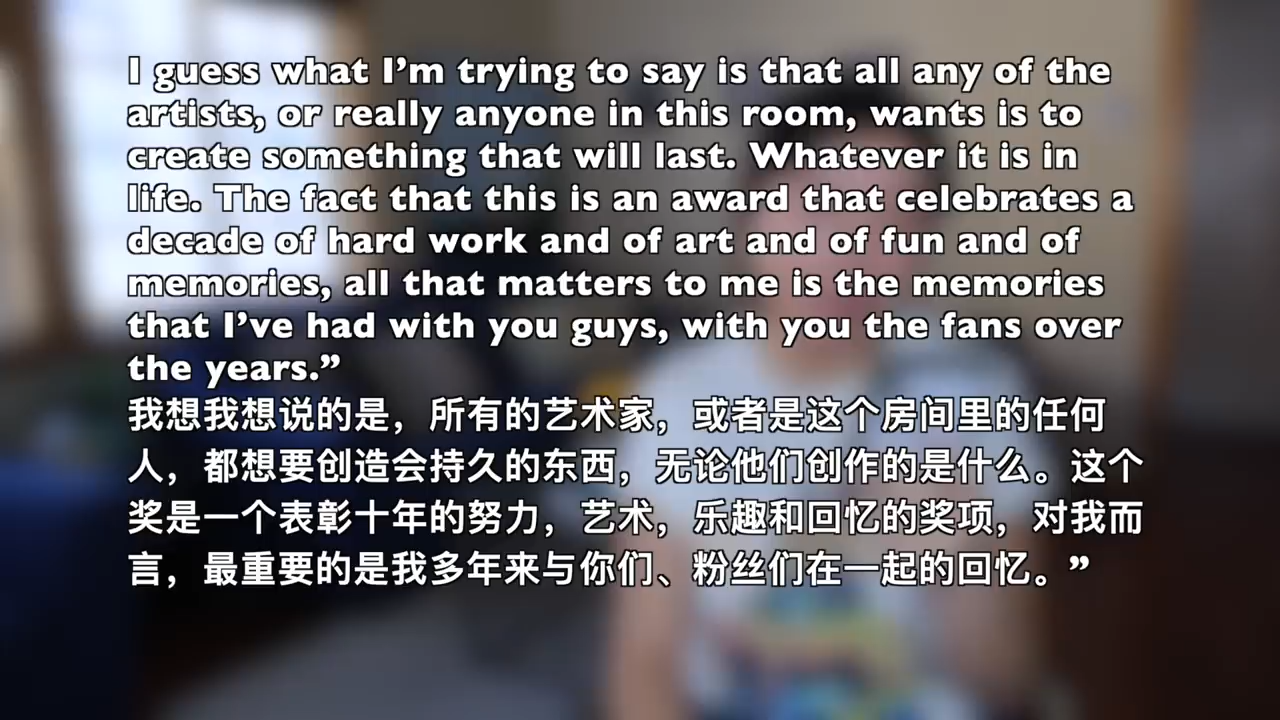 I guess what I’m trying to say is that all any of the
artists, or really anyone in this room, wants is to
create something that will last. Whatever it is in
life. The fact that this is an award that celebrates a
decade of hard work and of art and of fun and of
memories, all that matters to me is the memories
that I’ve had with you guys, with you the fans over
the years.”
我想我想说的是，所有的艺术家，或者是这个房间里的任何
人，都想要创造会持久的东西，无论他们创作的是什么。这个
奖是一个表彰十年的努力，艺术，乐趣和回忆的奖项，对我而
言，最重要的是我多年来与你们、粉丝们在一起的回忆。”